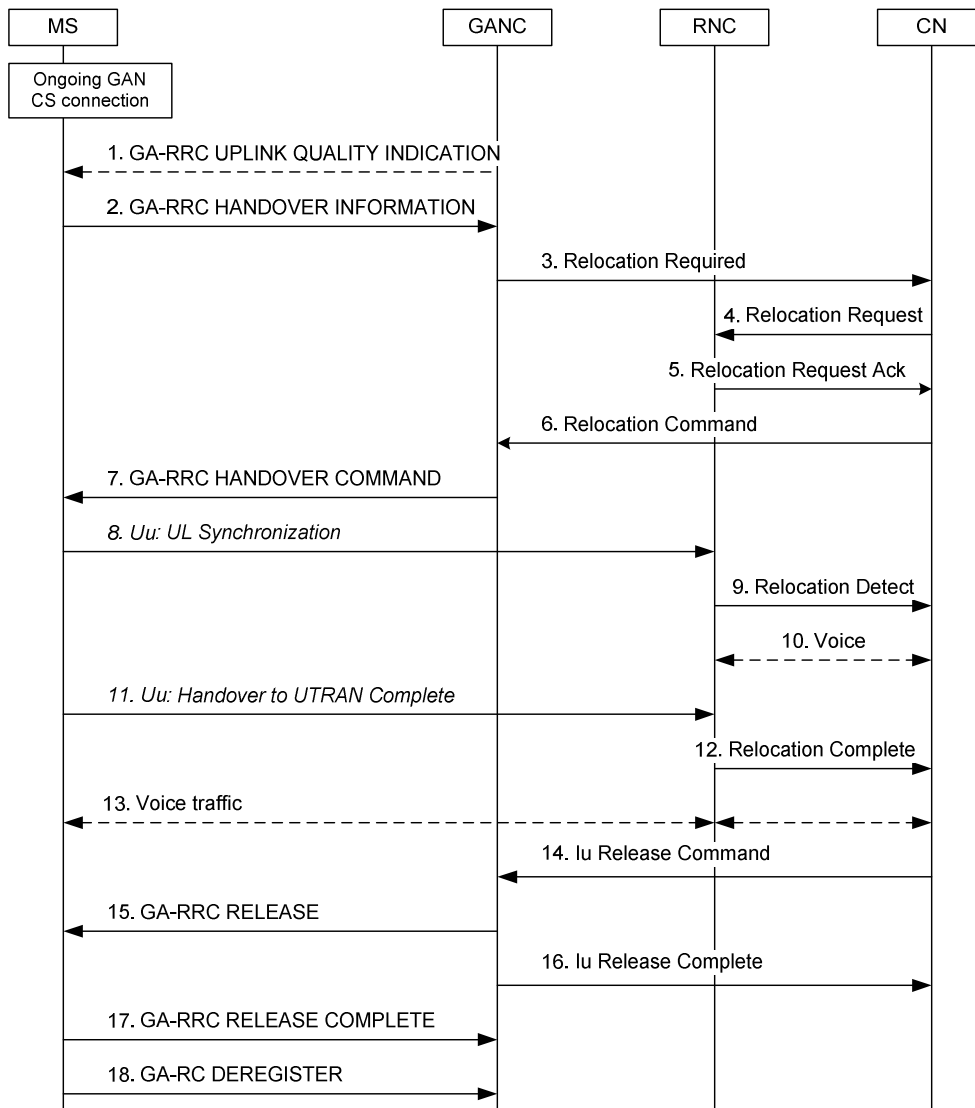 MS
GANC
RNC
CN
Ongoing GAN
CS connection
1. GA-RRC UPLINK QUALITY INDICATION
2. GA-RRC HANDOVER INFORMATION
3. Relocation Required
4. Relocation Request
5. Relocation Request Ack
6. Relocation Command
7. GA-RRC HANDOVER COMMAND
8. Uu: UL Synchronization
9. Relocation Detect
10. Voice
11. Uu: Handover to UTRAN Complete
12. Relocation Complete
13. Voice traffic
14. Iu Release Command
15. GA-RRC RELEASE
16. Iu Release Complete
17. GA-RRC RELEASE COMPLETE
18. GA-RC DEREGISTER